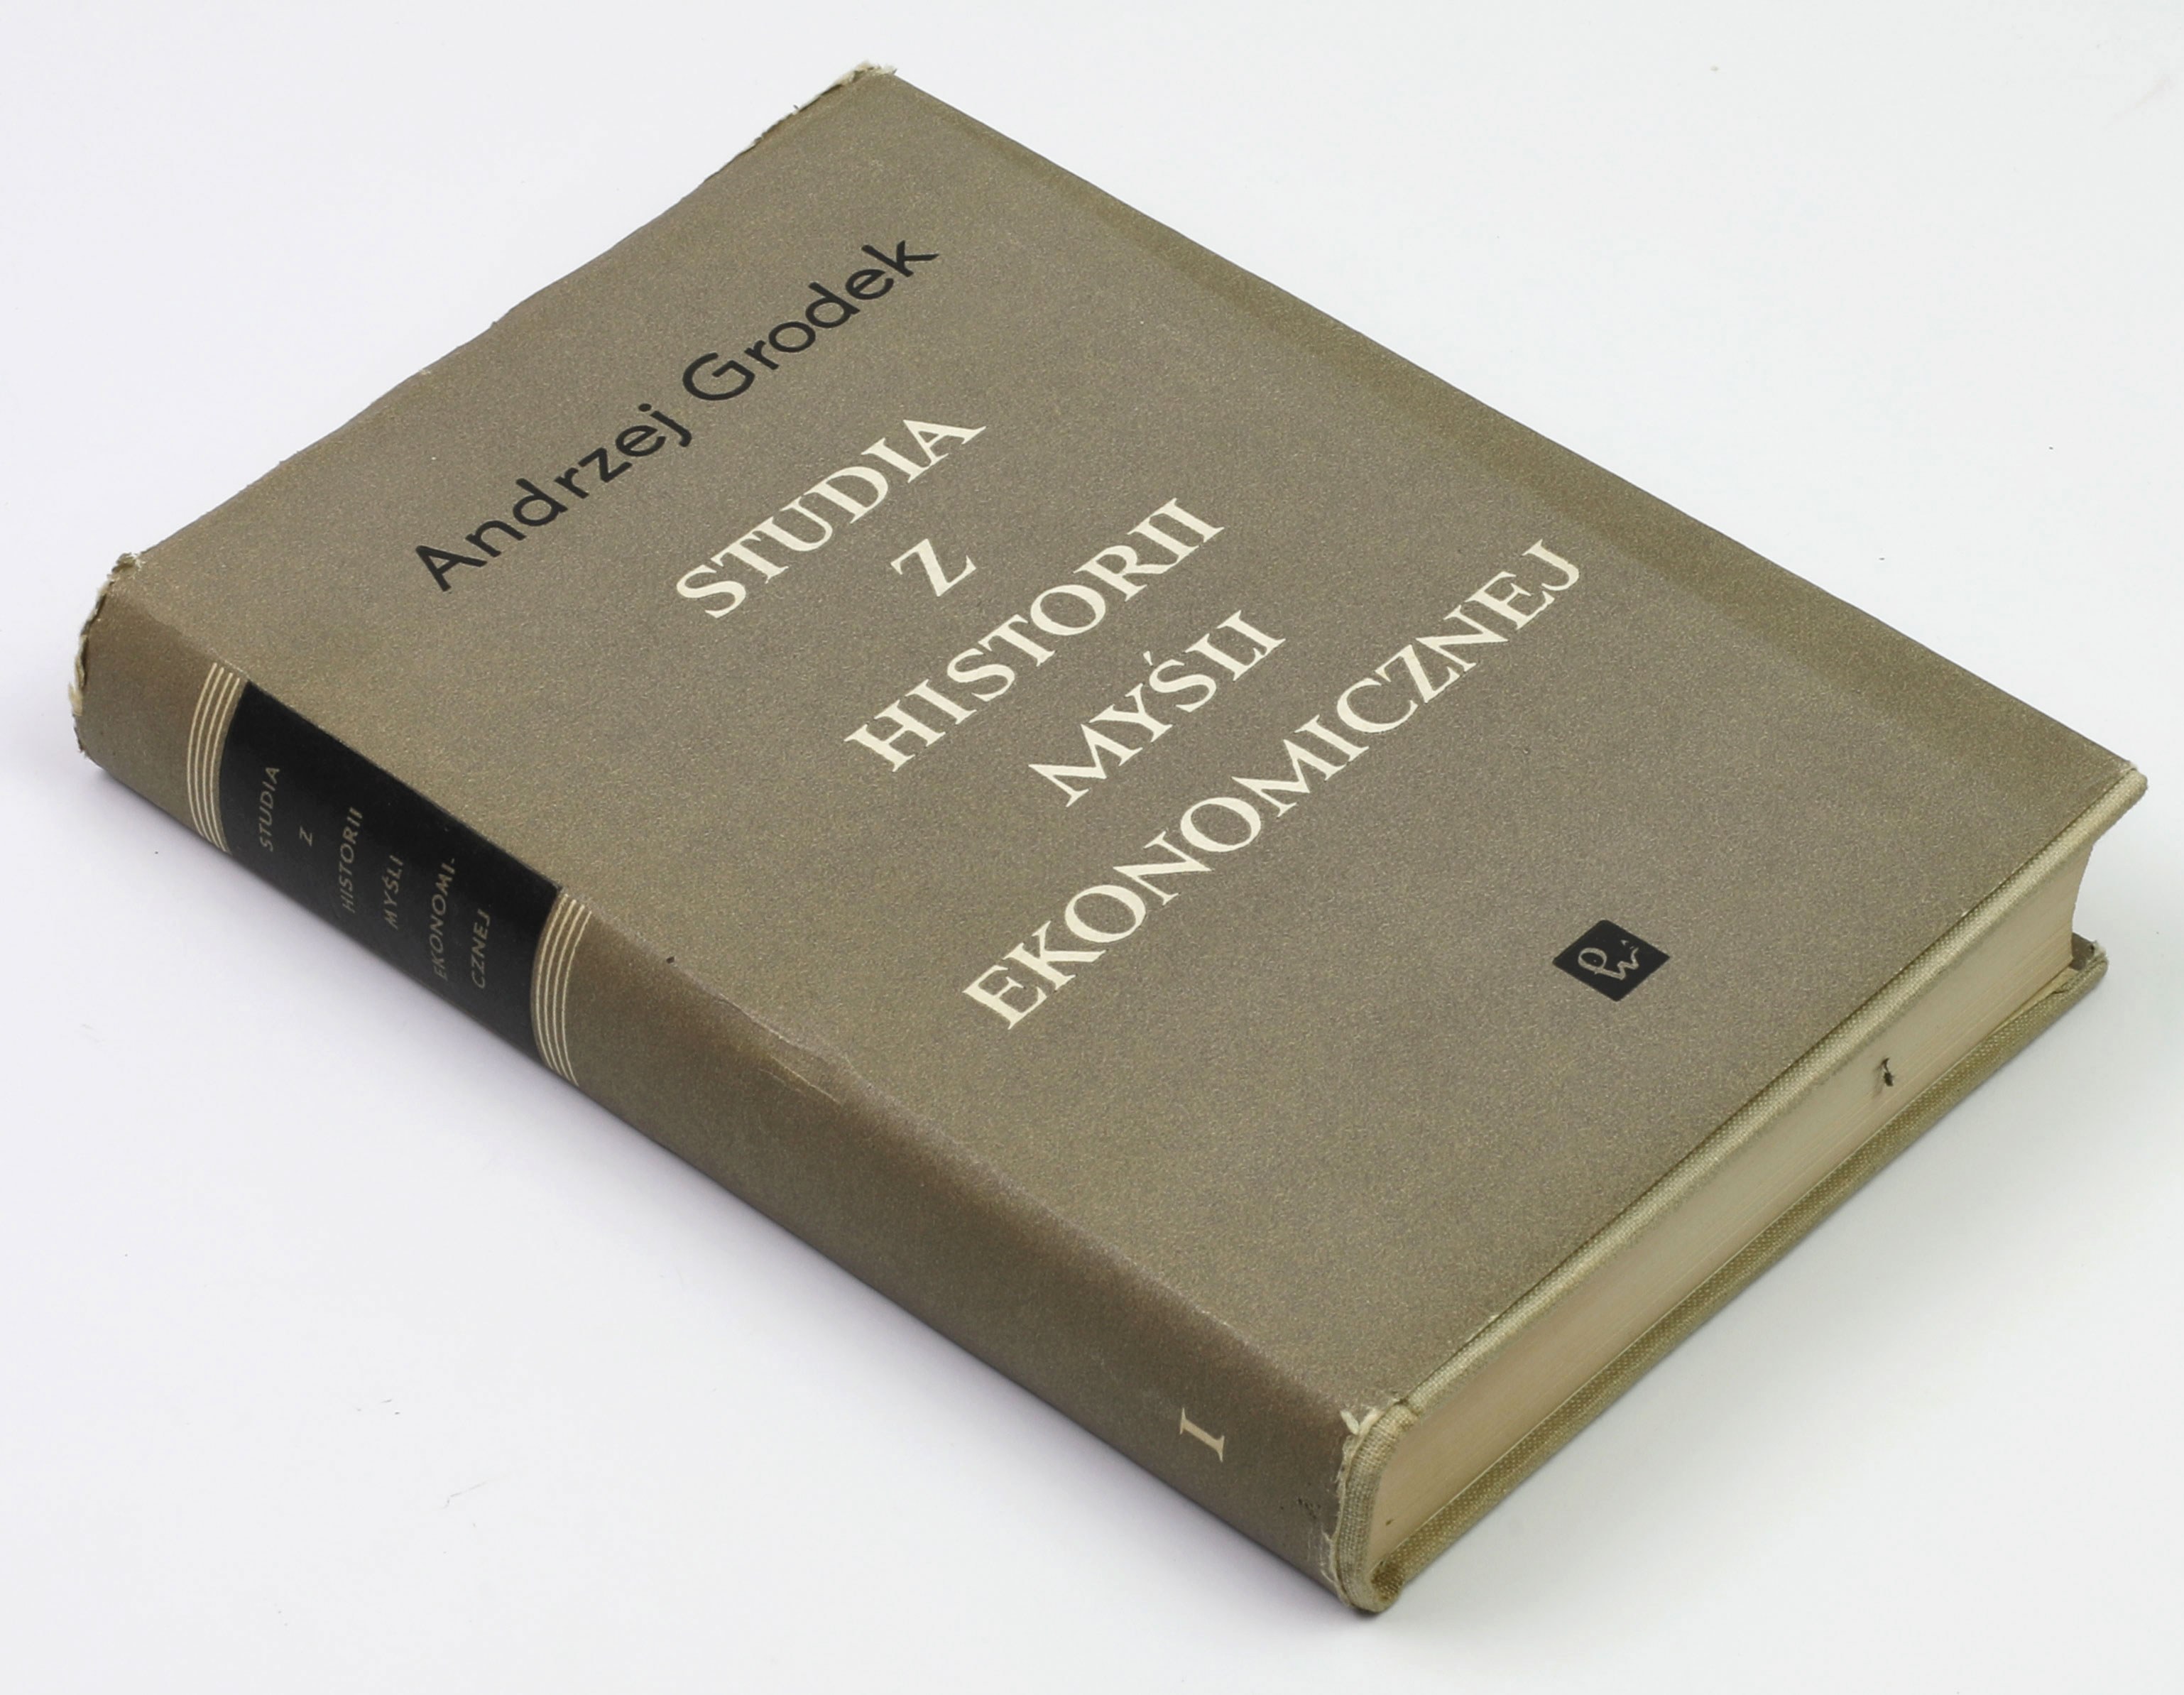 Andrzej Grodek
STUDIA
Z
HISTORII
MYŚLI
EKONOMICZNEJ
STUDIA
Z
HISTORII
MYŚLI
EKONOMI-
CZNEJ
I